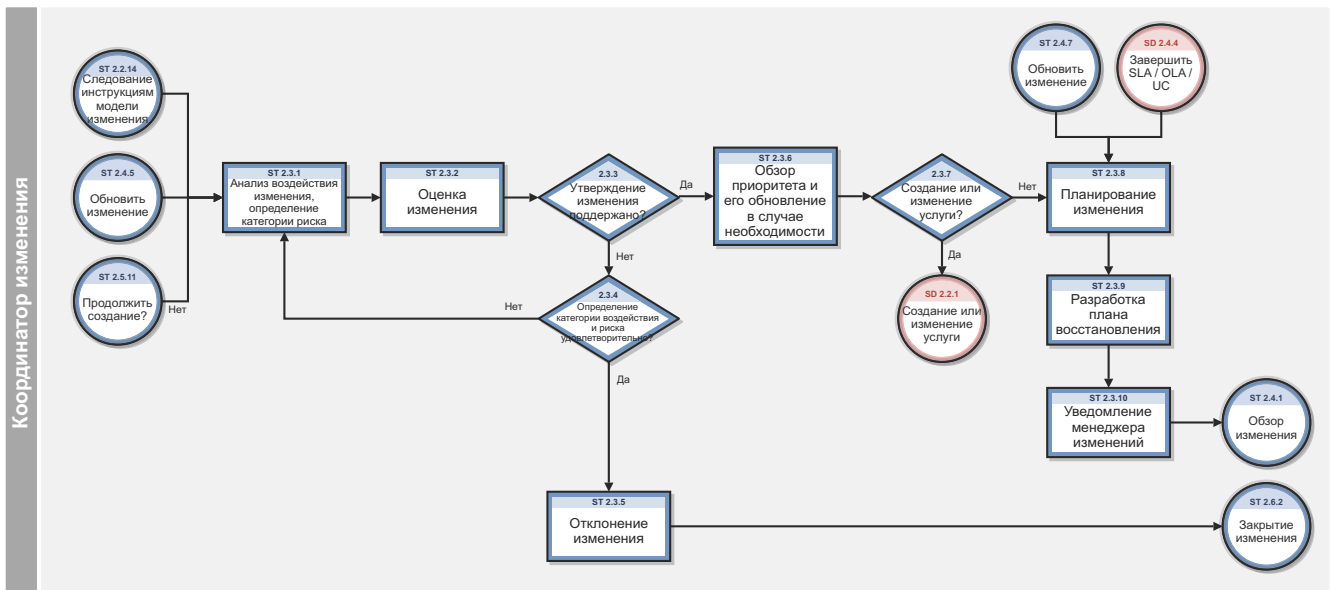 Координатор изменения
ST 2.2.14
Следование
инструкциям
модели
изменения
ST 2.4.5
Обновить
изменение
ST 2.5.11
Продолжить
создание?
Нет
ST 2.3.1
Анализ воздействия
изменения,
определение
категории риска
ST 2.3.2
Оценка
изменения
2.3.3
Утверждение
изменения
поддержано?
Да
Нет
2.3.4
Определение
категории воздействия
и риска
удовлетворительно?
Нет
Да
ST 2.3.5
Отклонение
изменения
ST 2.3.6
Обзор
приоритета и
его обновление
в случае
необходимости
2.3.7
Создание или
изменение
услуги?
Нет
Да
SD 2.2.1
Создание или
изменение
услуги
ST 2.4.7
Обновить
изменение
SD 2.4.4
Завершить
SLA / OLA /
UC
ST 2.3.8
Планирование
изменения
ST 2.3.9
Разработка
плана
восстановления
ST 2.3.10
Уведомление
менеджера
изменений
ST 2.4.1
Обзор
изменения
ST 2.6.2
Закрытие
изменения